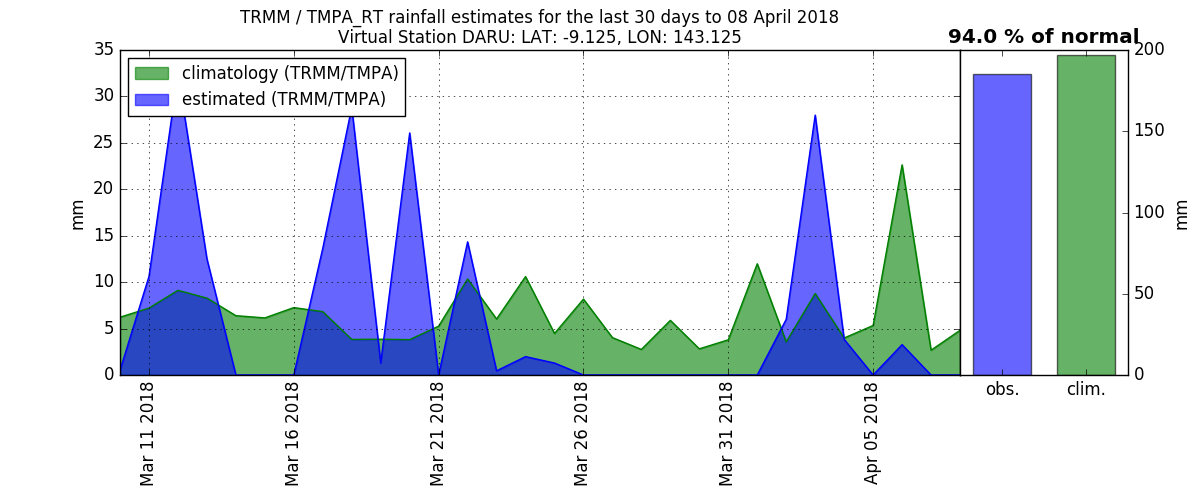 TRMM / TMPA_RT rainfall estimates for the last 30 days to 08 April 2018
Virtual Station DARU: LAT: -9.125, LON: 143.125
94.0 % of normal
climatology (TRMM/TMPA)
estimated (TRMM/TMPA)
35
30
25
20
15
10
5
0
mm
Mar 11 2018
Mar 16 2018
Mar 21 2018
Mar 26 2018
Mar 31 2018
Apr 05 2018
200
150
100
50
0
mm
obs.
clim.